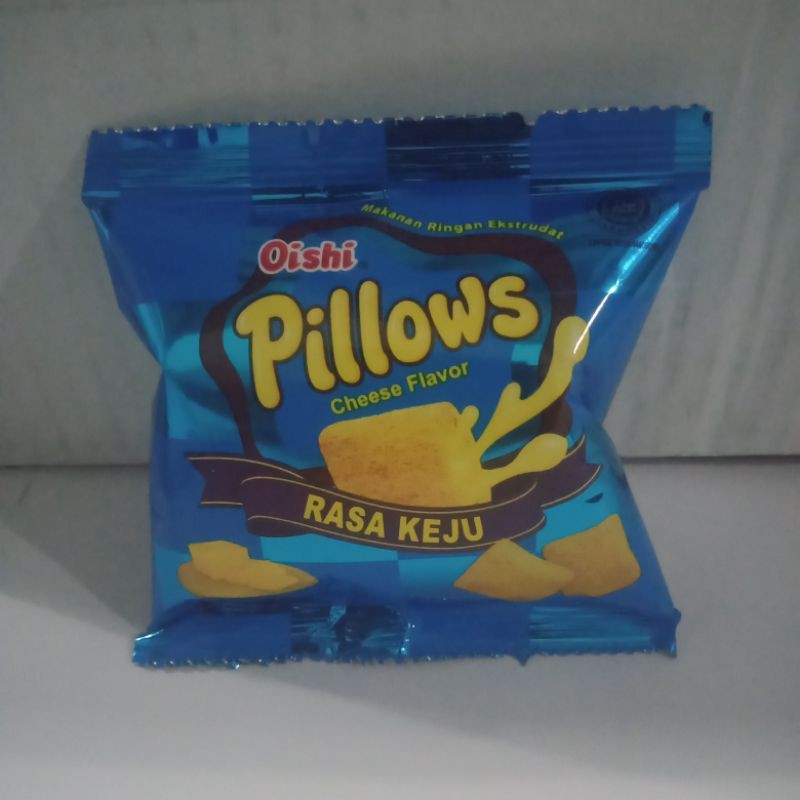 Makanan Ringan Ekstrudat
Oishi
Pillows
Cheese Flavor
RASA KEJU